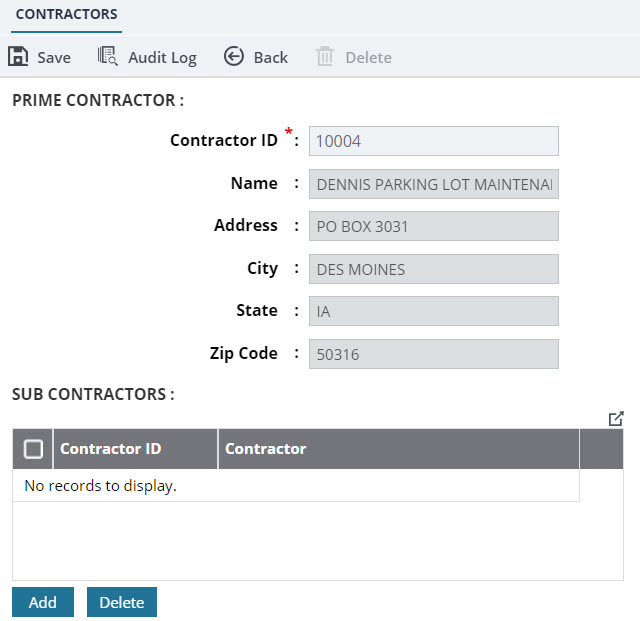 CONTRACTORS
Save Audit Log Back Delete
PRIME CONTRACTOR :
Contractor ID * : 10004
Name : DENNIS PARKING LOT MAINTENA
Address : PO BOX 3031
City : DES MOINES
State : IA
Zip Code : 50316
SUB CONTRACTORS :
Contractor ID Contractor
No records to display.
Add Delete